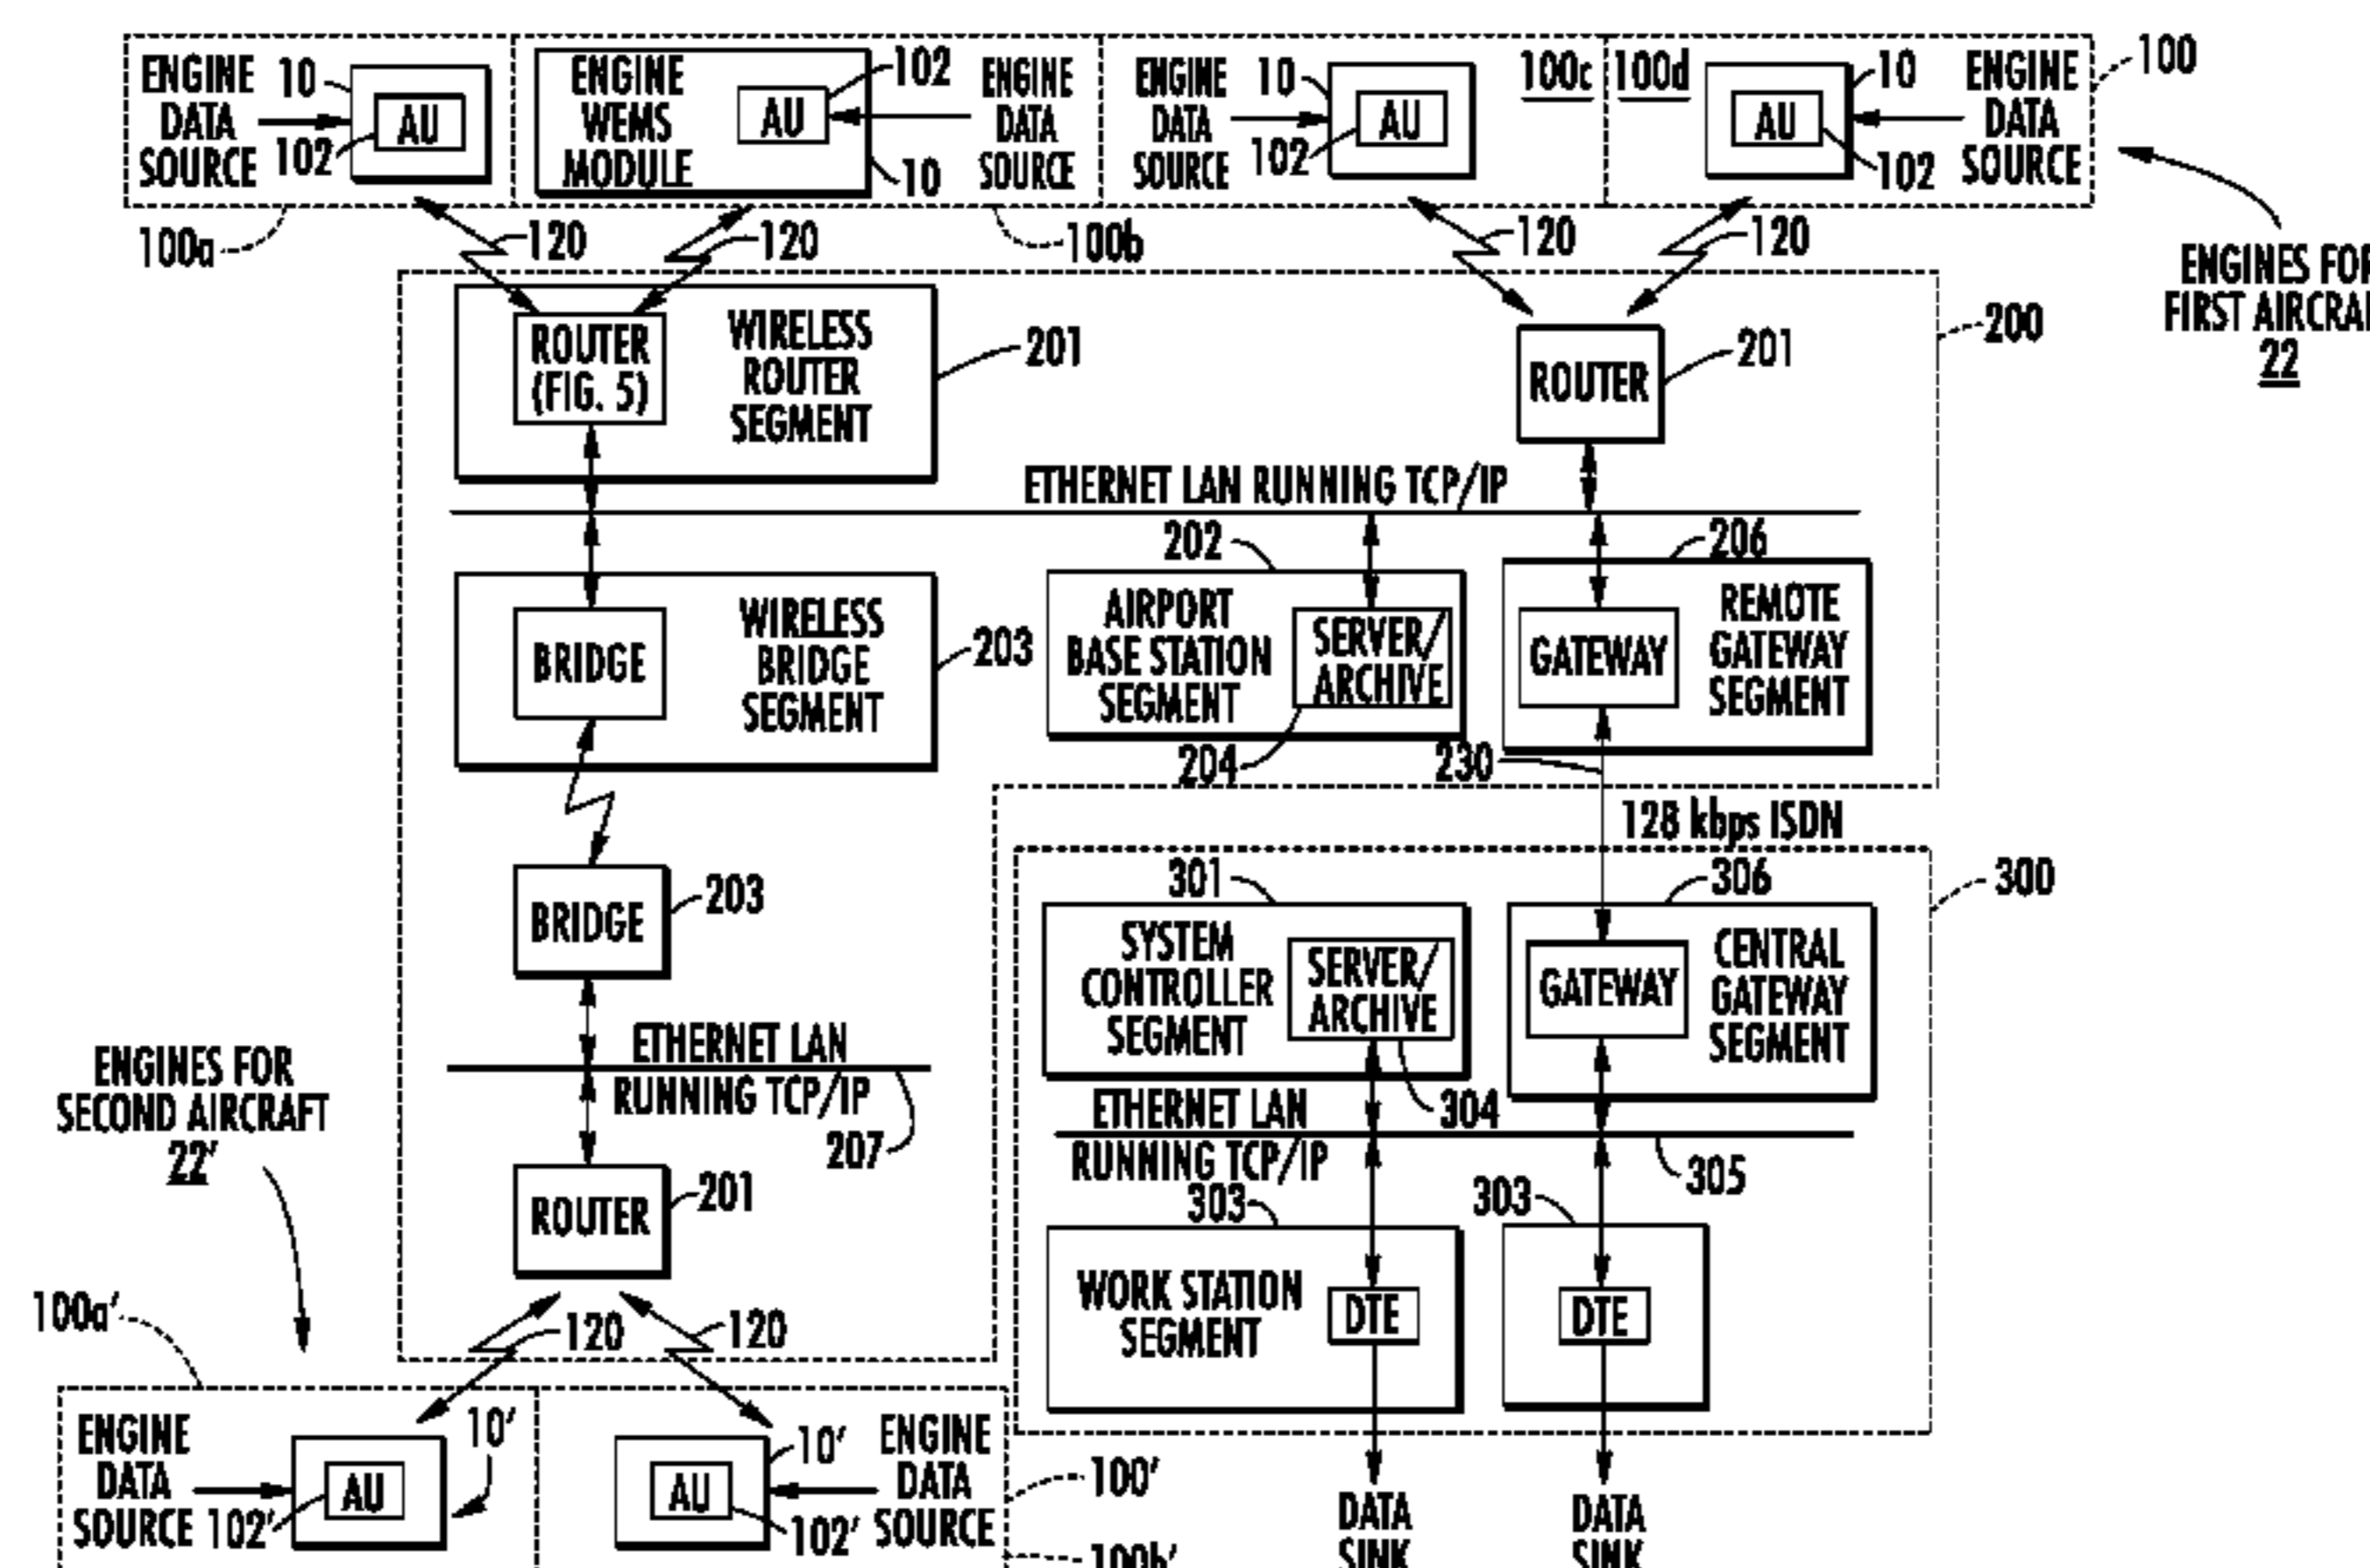 ENGINE
DATA
SOURCE
10
102
AU
ENGINE
WEMS
MODULE
AU
102
10
ENGINE
DATA
SOURCE
ENGINE
DATA
SOURCE
10
102
AU
100c
100d
AU
10
102
ENGINE
DATA
SOURCE
100
100a
120
120
100b
120
120
ENGINES FOR
FIRST AIRCRAFT
22
200
ROUTER
(FIG. 5)
WIRELESS
ROUTER
SEGMENT
201
ROUTER
201
ETHERNET LAN RUNNING TCP/IP
202
206
BRIDGE
WIRELESS
BRIDGE
SEGMENT
203
AIRPORT
BASE STATION
SEGMENT
SERVER/
ARCHIVE
204
GATEWAY
REMOTE
GATEWAY
SEGMENT
230
128 kbps ISDN
BRIDGE
203
301
306
300
SYSTEM
CONTROLLER
SEGMENT
SERVER/
ARCHIVE
304
GATEWAY
CENTRAL
GATEWAY
SEGMENT
ETHERNET LAN
RUNNING TCP/IP
207
ENGINES FOR
SECOND AIRCRAFT
22'
ETHERNET LAN
RUNNING TCP/IP
305
ROUTER
201
303
303
WORK STATION
SEGMENT
DTE
DTE
100a'
120
120
ENGINE
DATA
SOURCE
102'
AU
10'
AU
10'
102'
ENGINE
DATA
SOURCE
100'
100b'
DATA
SINK
DATA
SINK